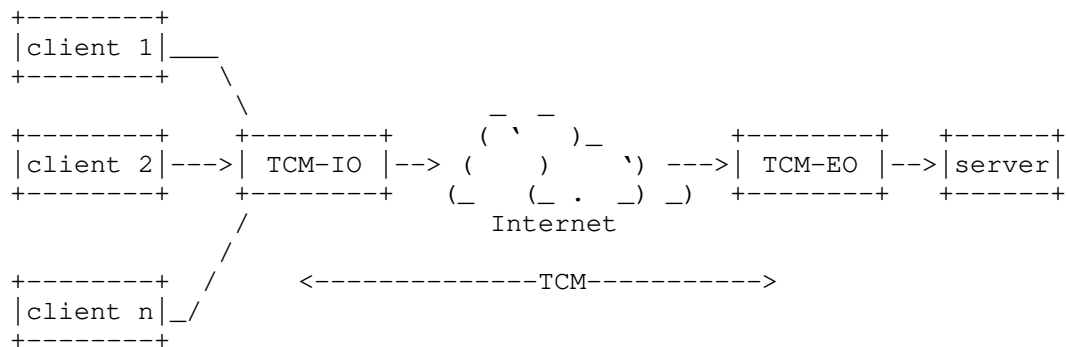 client 1
client 2
TCM-IO
TCM-EO
server
Internet
TCM
client n